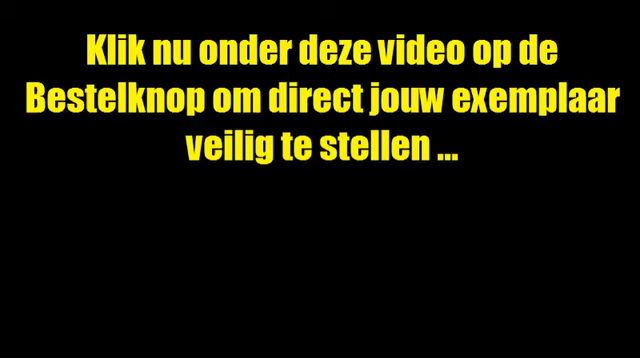 Klik nu onder deze video op de
Bestelknop om direct jouw exemplaar
veilig te stellen ...